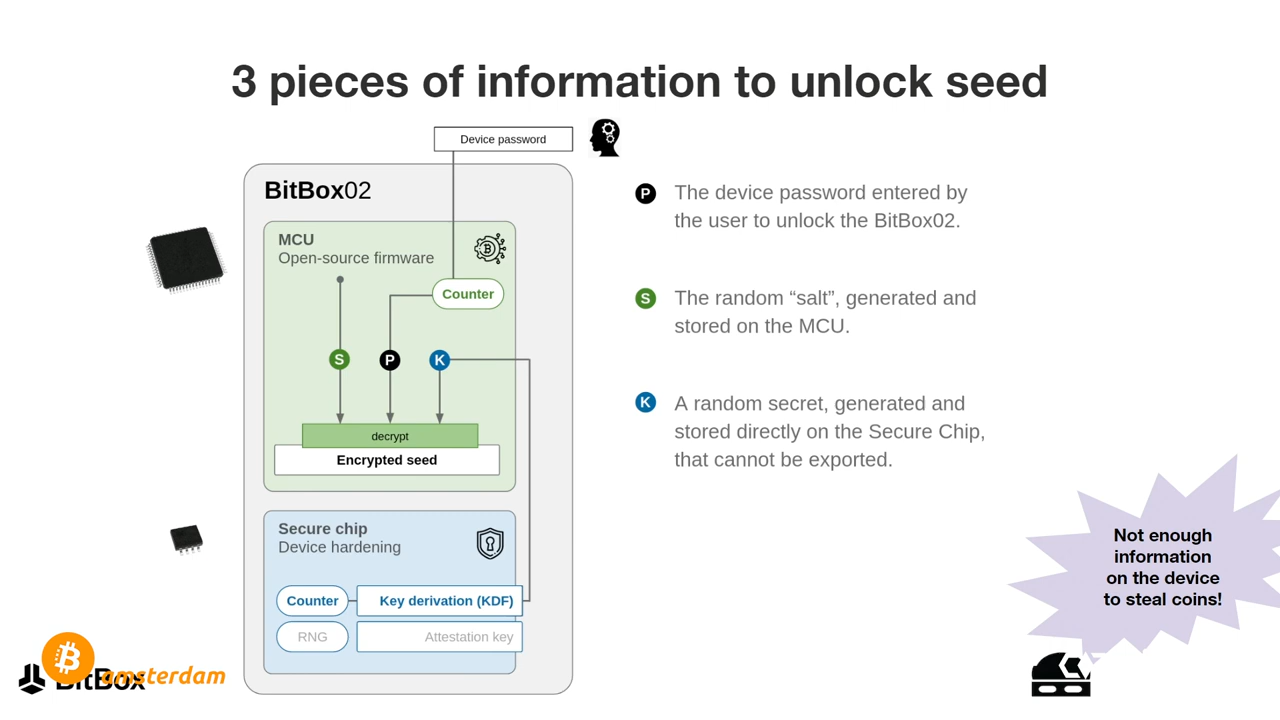 3 pieces of information to unlock seed
Device password
BitBox02
MCU
Open-source firmware
Counter
S
P
K
decrypt
Encrypted seed
Secure chip
Device hardening
Counter
Key derivation (KDF)
RNG
Attestation key
P
The device password entered by
the user to unlock the BitBox02.
S
The random “salt”, generated and
stored on the MCU.
K
A random secret, generated and
stored directly on the Secure Chip,
that cannot be exported.
Not enough
information
on the device
to steal coins!
BitBox
amsterdam